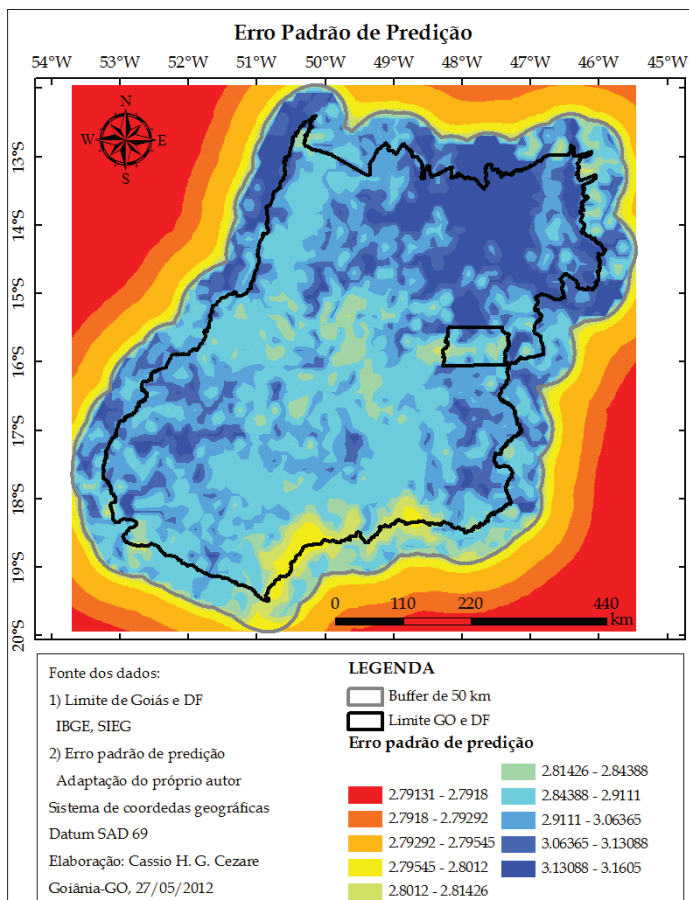 Erro Padrão de Predição
54°W 53°W 52°W 51°W 50°W 49°W 48°W 47°W 46°W 45°W
N
W E
S
13°S
14°S
15°S
16°S
17°S
18°S
19°S
20°S
0 110 220 440
km
Fonte dos dados:
1) Limite de Goiás e DF
IBGE, SIEG
2) Erro padrão de predição
Adaptação do próprio autor
Sistema de coordedas geográficas
Datum SAD 69
Elaboração: Cassio H. G. Cezare
Goiânia-GO, 27/05/2012
LEGENDA
Buffer de 50 km
Limite GO e DF
Erro padrão de predição
2.79131 - 2.7918
2.7918 - 2.79292
2.79292 - 2.79545
2.79545 - 2.8012
2.8012 - 2.81426
2.81426 - 2.84388
2.84388 - 2.9111
2.9111 - 3.06365
3.06365 - 3.13088
3.13088 - 3.1605